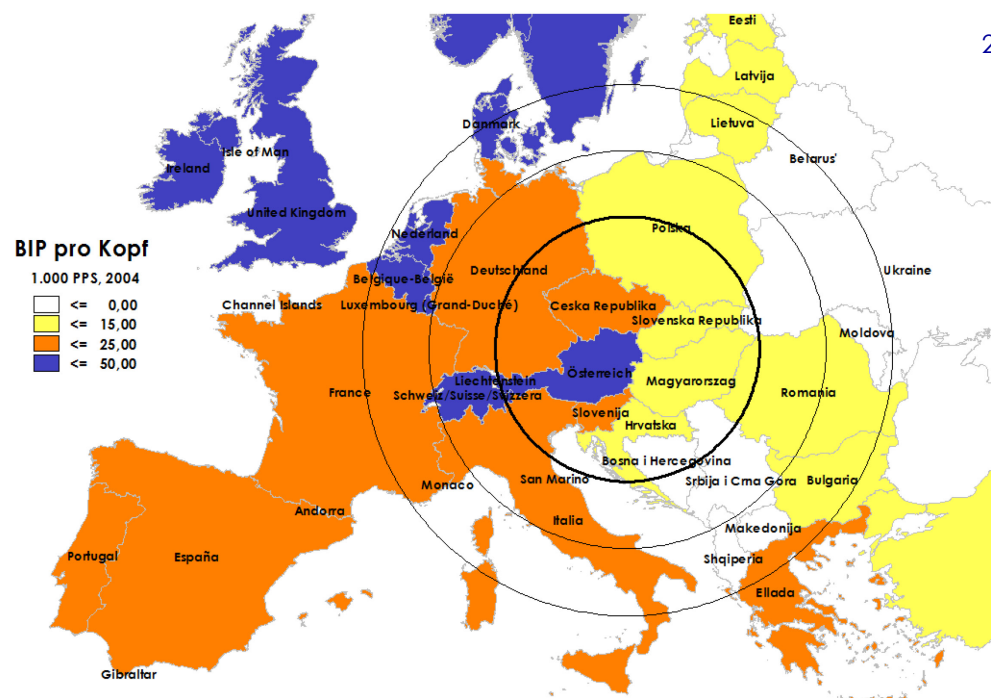 2
Eesti
Latvija
Lietuva
Danmark
Belarus'
Isle of Man
Ireland
United Kingdom
Nederland
Polska
BIP pro Kopf
1.000 PPS, 2004
<= 0,00
<= 15,00
<= 25,00
<= 50,00
Deutschland
Ukraine
Belgique-België
Channel Islands
Luxembourg (Grand-Duché)
Ceska Republika
Slovenska Republika
Moldova
Österreich
Liechtenstein
Magyarorszag
France
Schweiz/Suisse/Svizzera
Romania
Slovenija
Hrvatska
Bosna i Hercegovina
San Marino
Srbija i Crna Gora
Bulgaria
Monaco
Andorra
Italia
Makedonija
Portugal
España
Shqiperia
Ellada
Gibraltar